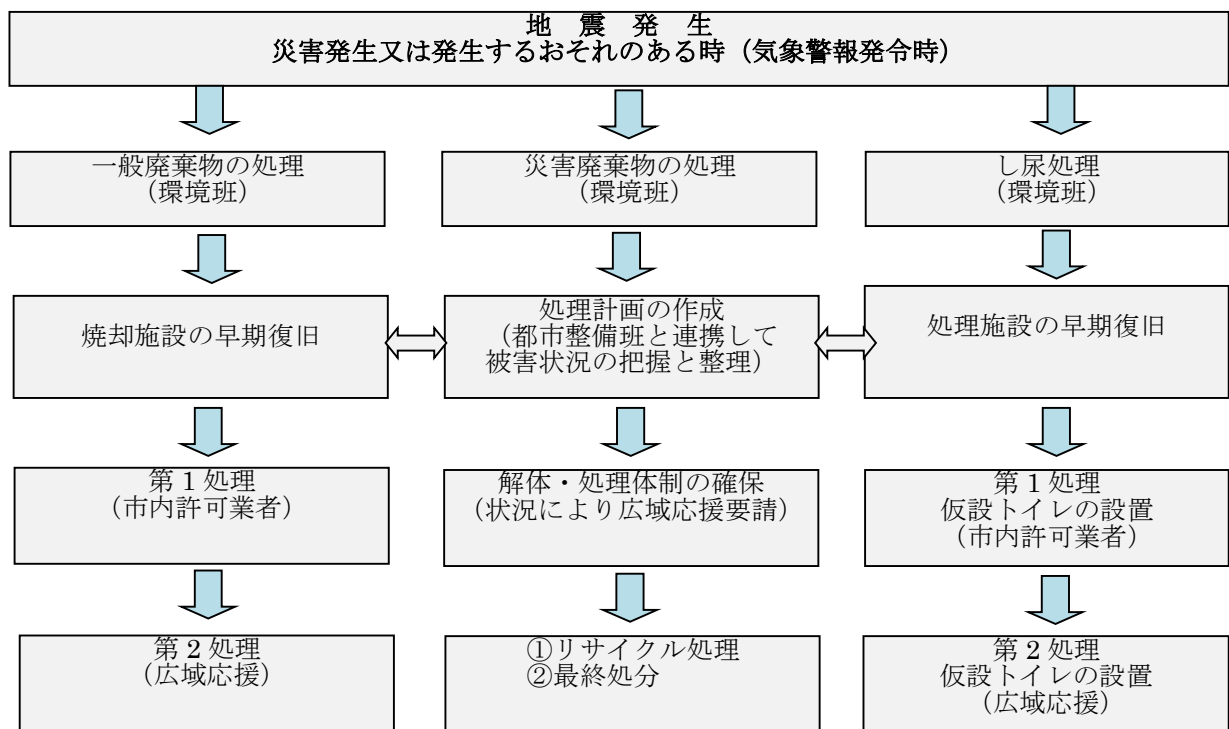 地 震 発 生
災害発生又は発生するおそれのある時（気象警報発令時）
一般廃棄物の処理
（環境班）
災害廃棄物の処理
（環境班）
し尿処理
（環境班）
焼却施設の早期復旧
処理計画の作成
（都市整備班と連携して
被害状況の把握と整理）
処理施設の早期復旧
第１処理
（市内許可業者）
解体・処理体制の確保
（状況により広域応援要請）
第１処理
仮設トイレの設置
（市内許可業者）
第２処理
（広域応援）
①リサイクル処理
②最終処分
第２処理
仮設トイレの設置
（広域応援）